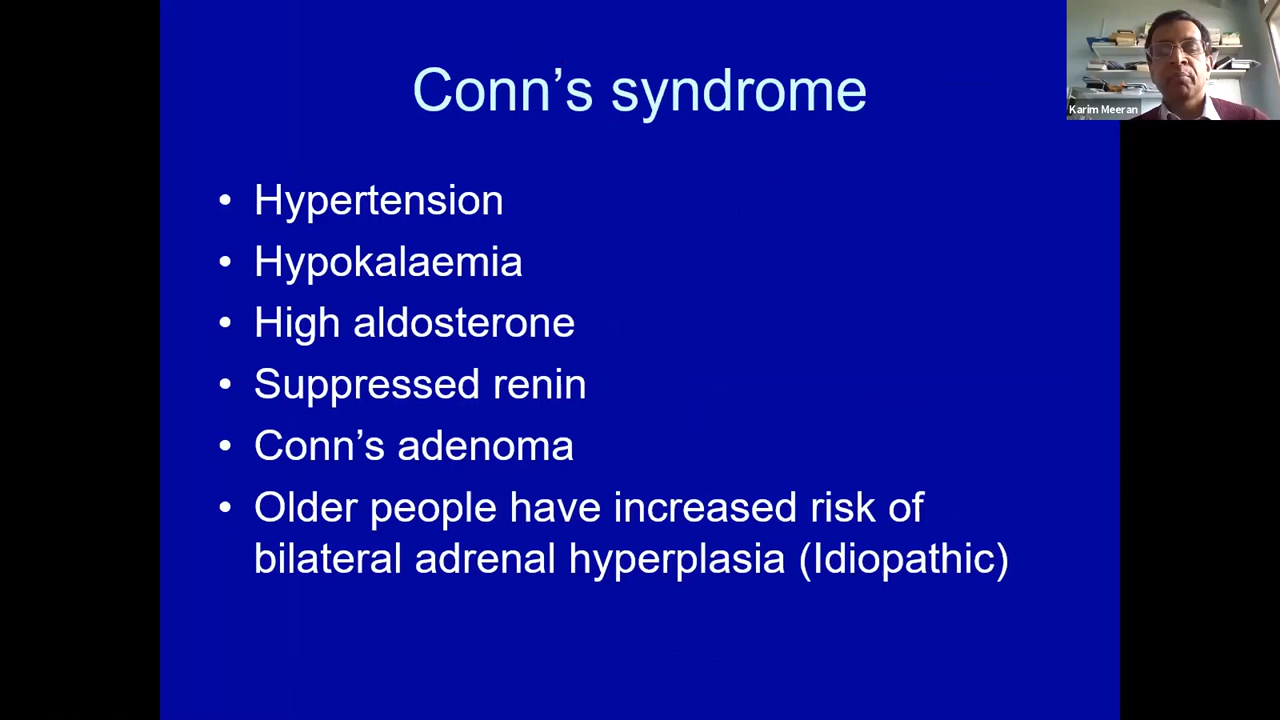 Conn's syndrome
Karim Meeran
• Hypertension
• Hypokalaemia
• High aldosterone
• Suppressed renin
• Conn's adenoma
• Older people have increased risk of
bilateral adrenal hyperplasia (Idiopathic)